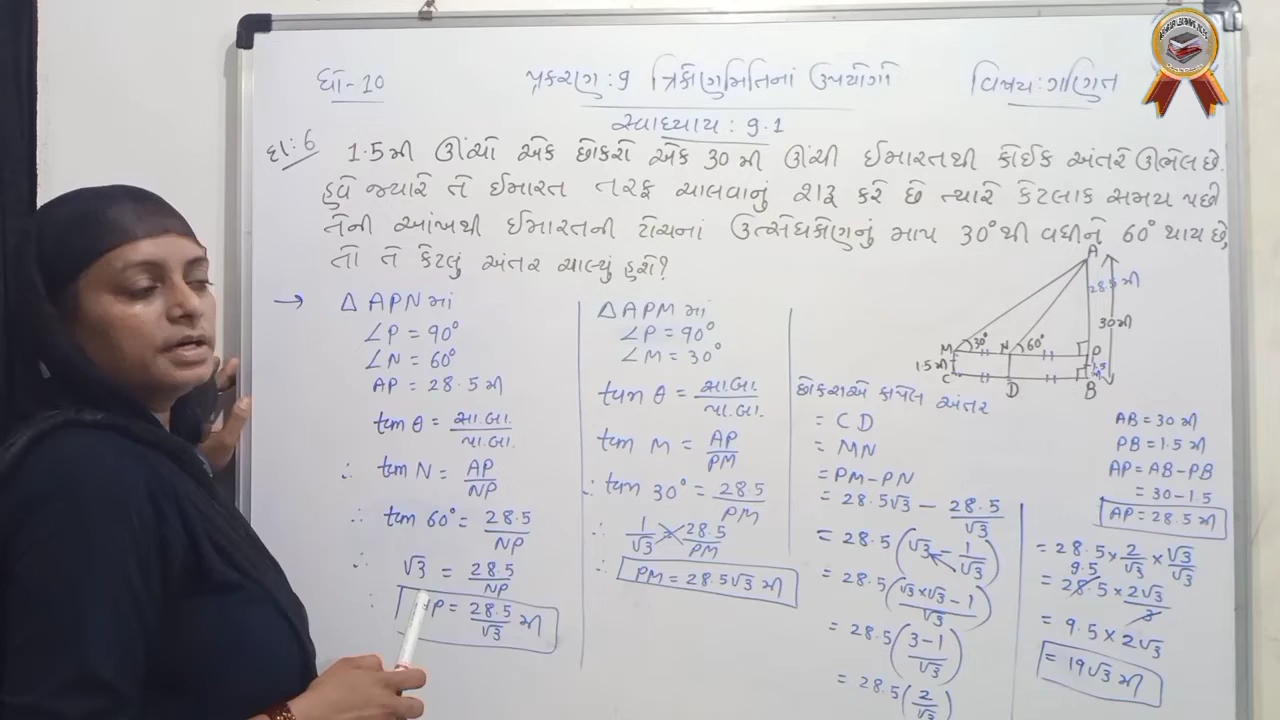 ધો-10 પ્રકરણ : 9 ત્રિકોણમિતિનાં ઉપયોગો વિષય : ગણિત
સ્વાધ્યાય : 9.1
દા:6 1.5 મી ઊંચો એક છોકરો એક 30 મી ઊંચી ઈમારતથી કોઈક અંતરે ઊભેલ છે.
હવે જ્યારે તે ઈમારત તરફ ચાલવાનું શરૂ કરે છે ત્યારે કેટલાક સમય પછી
તેની આંખથી ઈમારતની ટોચનાં ઉત્સેધકોણનું માપ 30° થી વધીને 60° થાય છે,
તો તે કેટલું અંતર ચાલ્યું હશે?
→ △ APN માં
∠P = 90°
∠N = 60°
AP = 28.5 મી
tan θ = સા.બા. / પા.બા.
∴ tan N = AP / NP
∴ tan 60° = 28.5 / NP
∴ √3 = 28.5 / NP
∴ NP = 28.5 / √3 મી
△ APM માં
∠P = 90°
∠M = 30°
tan θ = સા.બા. / પા.બા.
tan M = AP / PM
∴ tan 30° = 28.5 / PM
∴ 1 / √3 = 28.5 / PM
∴ PM = 28.5√3 મી
A
28.5 મી
30 મી
M 30° N 60° P
1.5 મી 1.5 મી
C D B
છોકરાએ કાપેલ અંતર
= CD
= MN
= PM - PN
= 28.5√3 - 28.5 / √3
= 28.5 (√3 - 1 / √3)
= 28.5 (√3 × √3 - 1 / √3)
= 28.5 (3 - 1 / √3)
= 28.5 (2 / √3)
AB = 30 મી
PB = 1.5 મી
AP = AB - PB
= 30 - 1.5
AP = 28.5 મી
= 28.5 × 2 / √3 × √3 / √3
9.5
= 28.5 × 2√3 / 3
= 9.5 × 2√3
= 19√3 મી